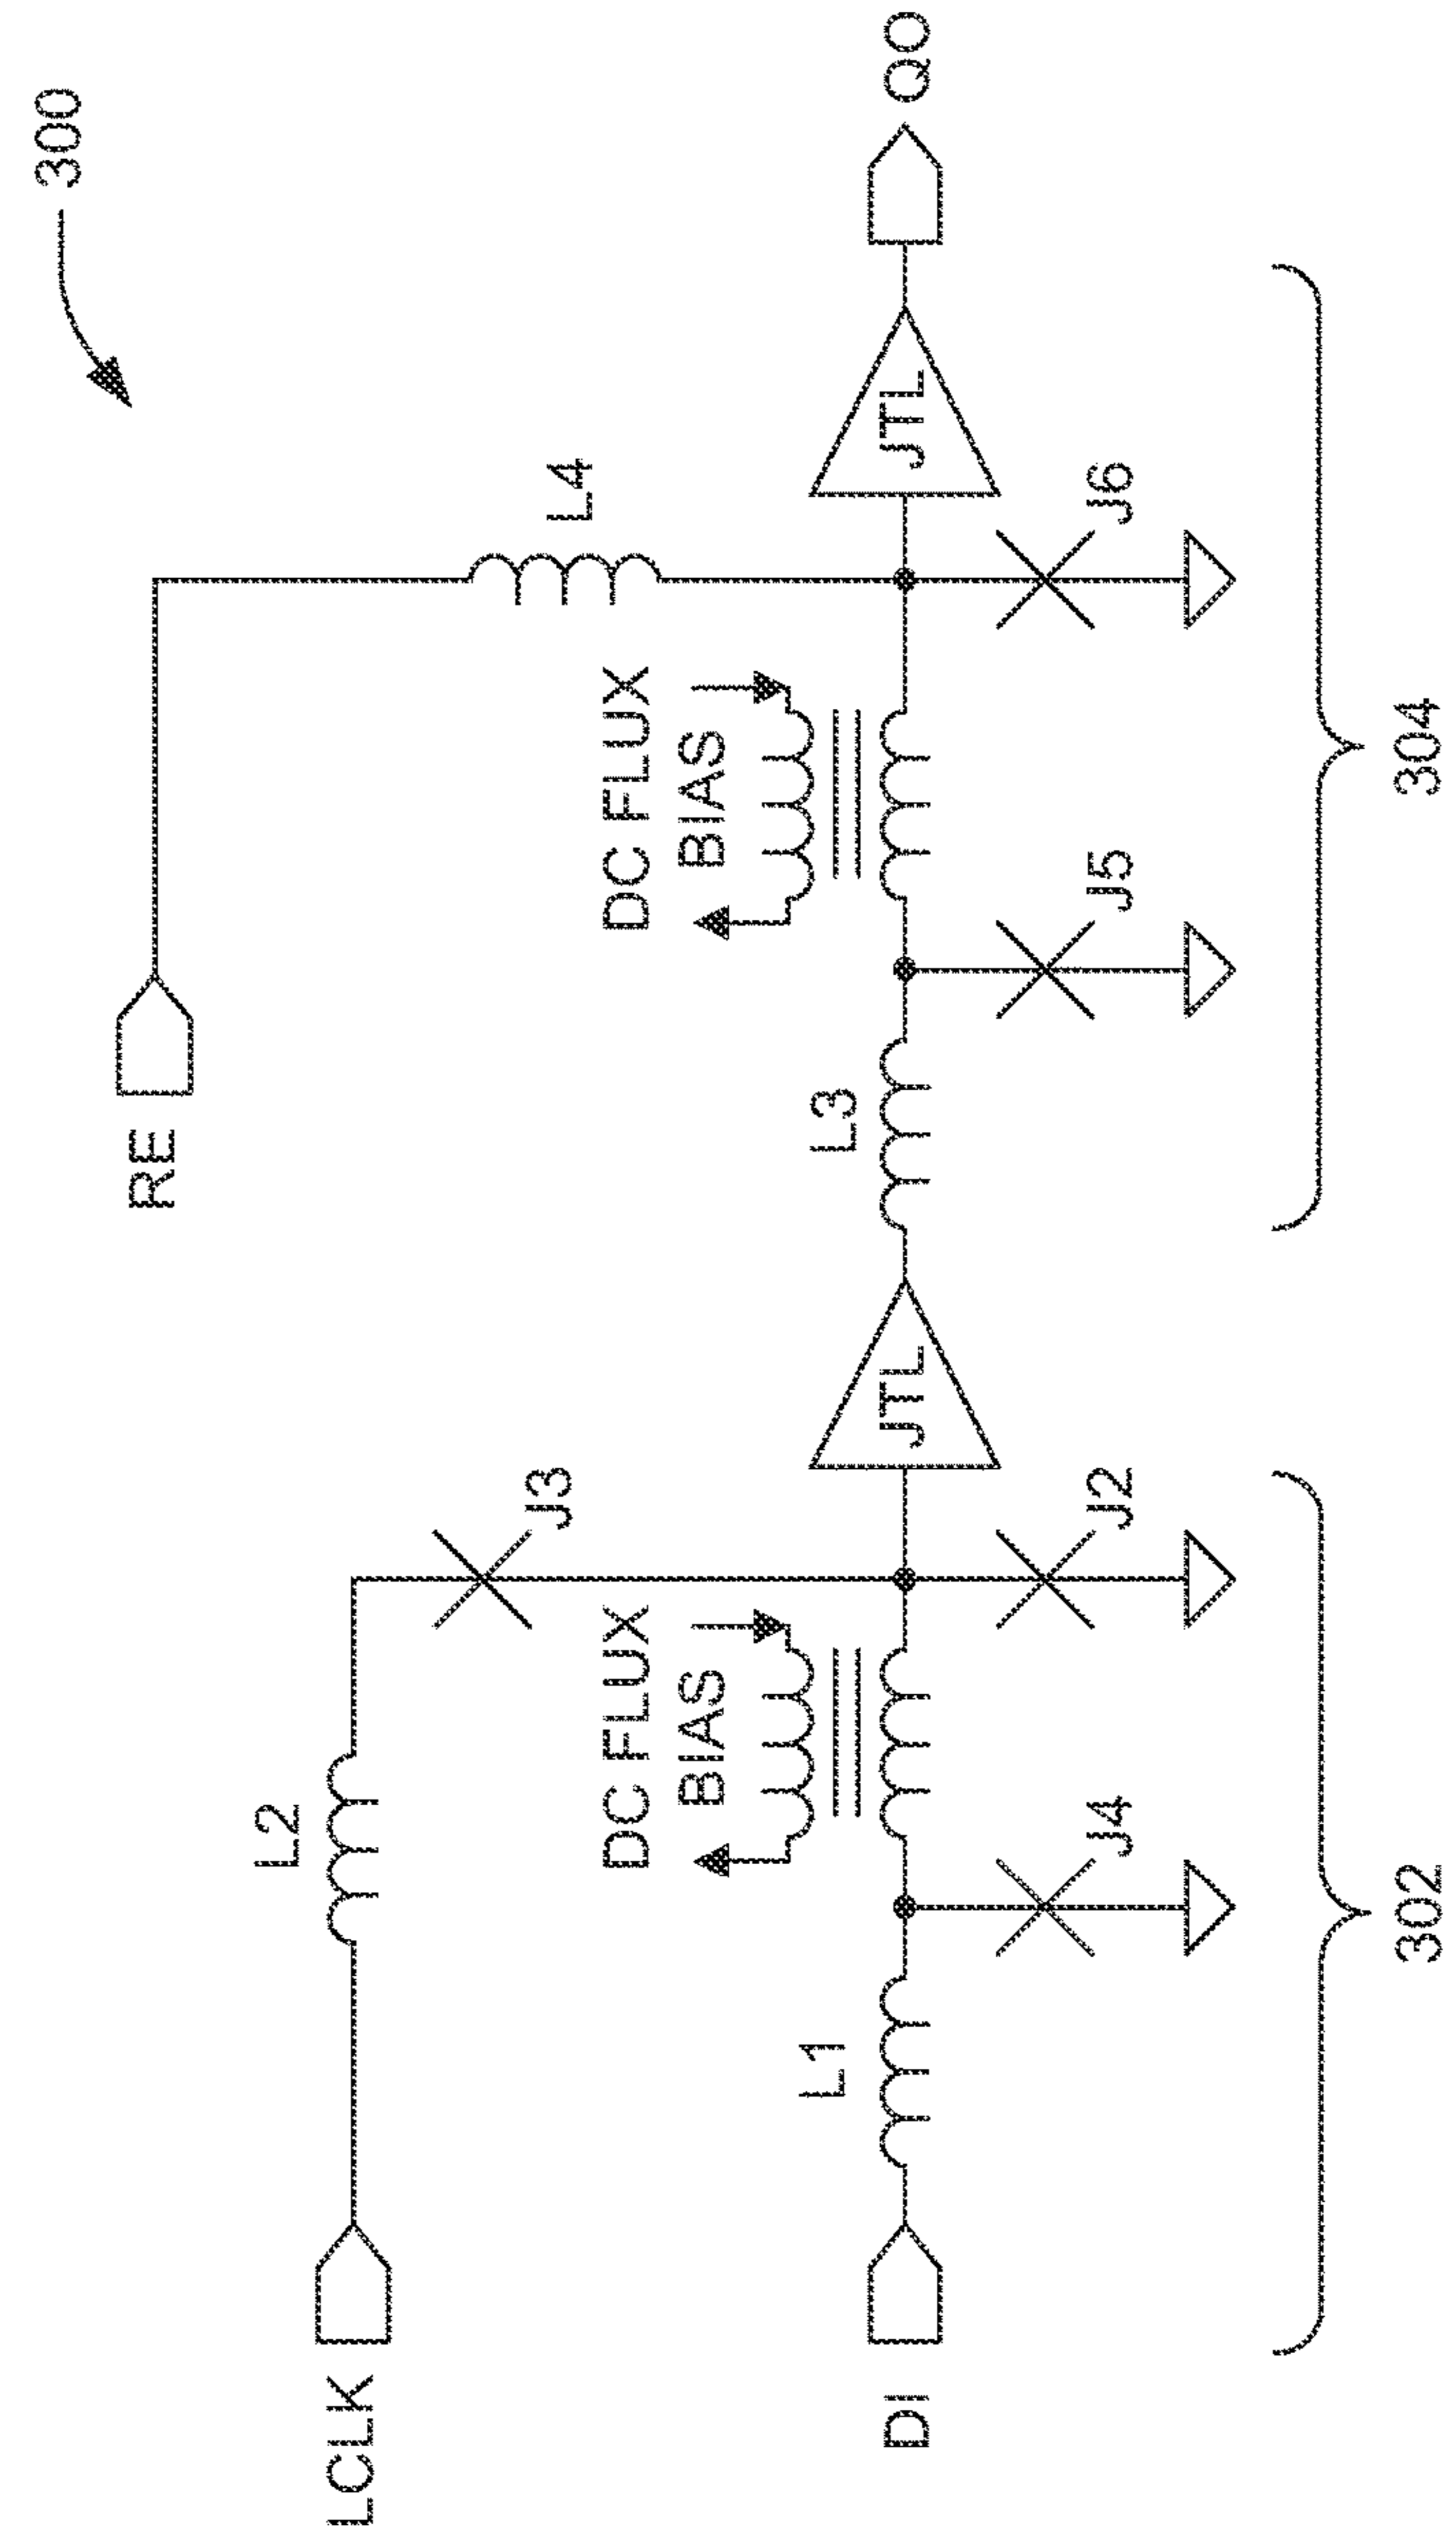 300
RE
L4
QO
DC FLUX
BIAS
L3
JTL
J5
J6
304
LCLK
L2
J3
DC FLUX
BIAS
DI
L1
JTL
J4
J2
302